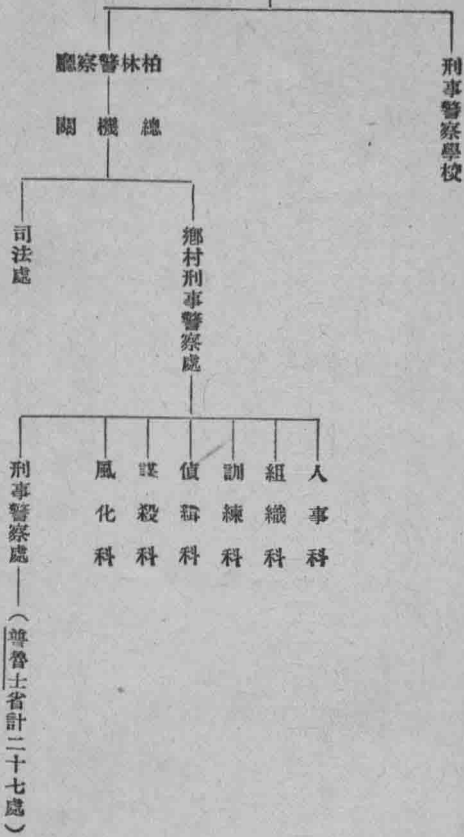 刑事警察學校
柏林警察廳
總機關
鄉村刑事警察處
司法處
人事科
組織科
訓練科
偵緝科
謀殺科
風化科
刑事警察處——（普魯士省計二十七處）